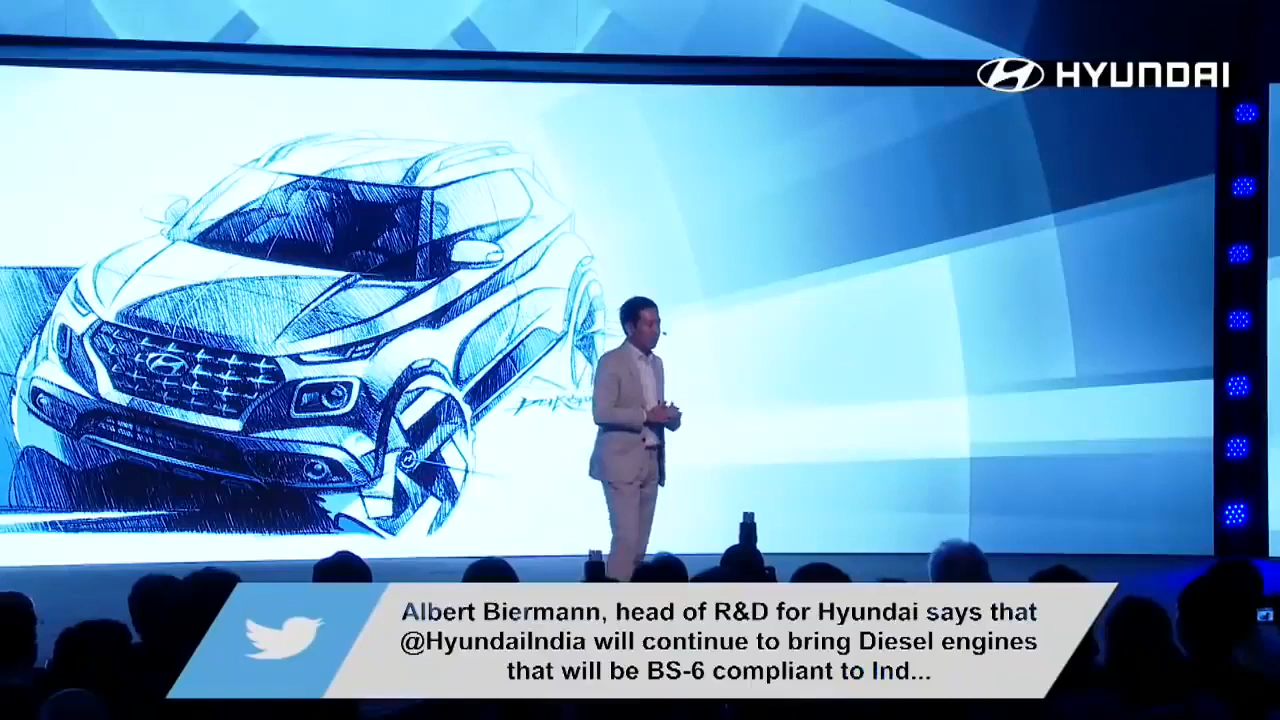 HYUNDAI
Albert Biermann, head of R&D for Hyundai says that
@HyundaiIndia will continue to bring Diesel engines
that will be BS-6 compliant to Ind...